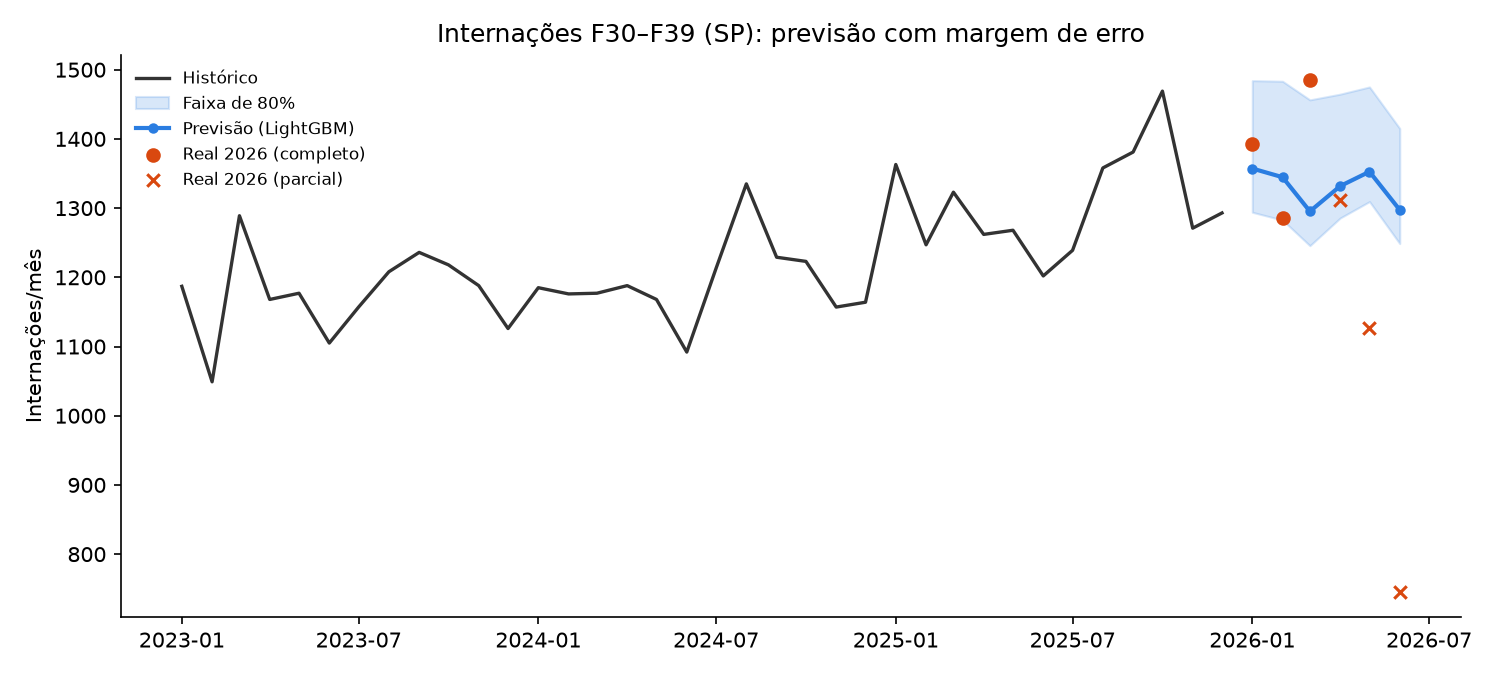 Internações F30–F39 (SP): previsão com margem de erro
Histórico
Faixa de 80%
Previsão (LightGBM)
Real 2026 (completo)
Real 2026 (parcial)
Internações/mês
1500
1400
1300
1200
1100
1000
900
800
2023-01
2023-07
2024-01
2024-07
2025-01
2025-07
2026-01
2026-07